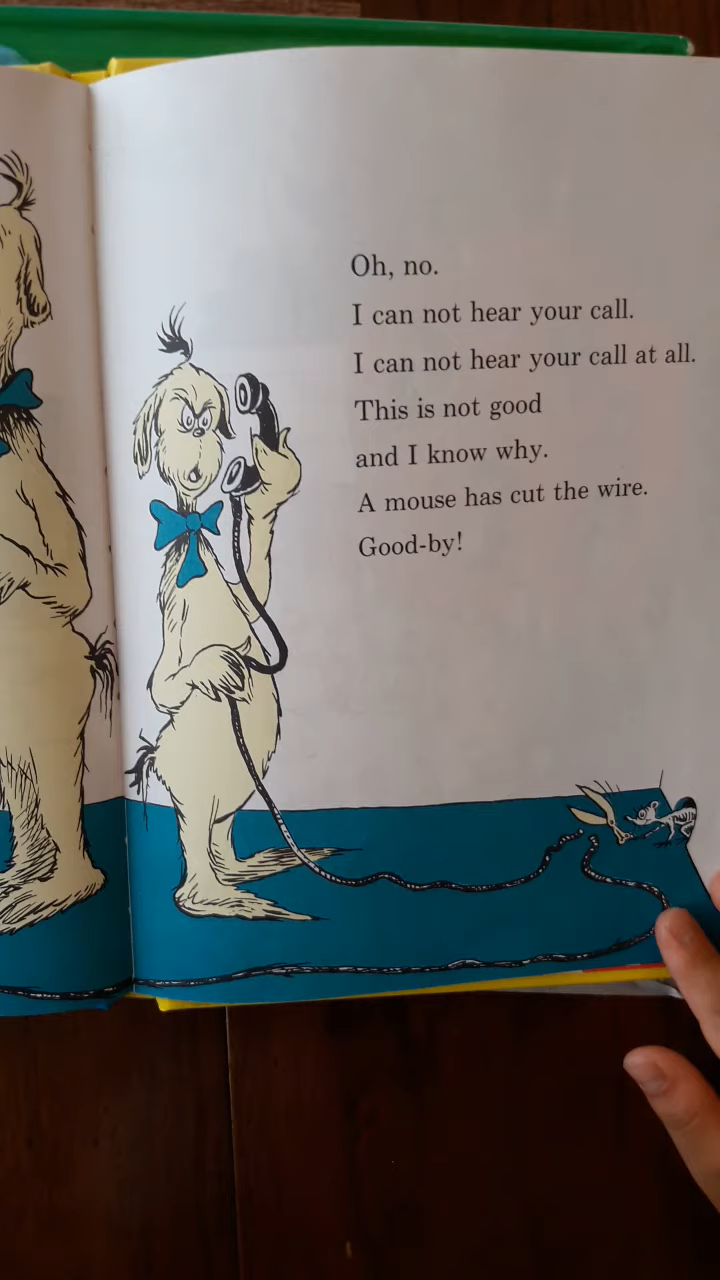 Oh, no.
I can not hear your call.
I can not hear your call at all.
This is not good
and I know why.
A mouse has cut the wire.
Good-by!